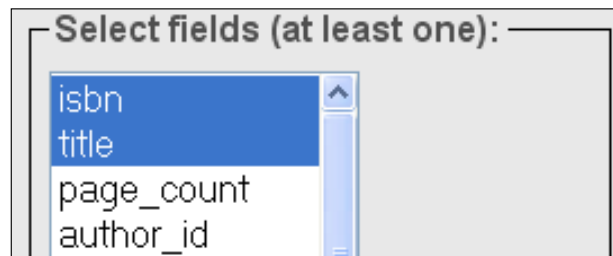 Select fields (at least one):
isbn
title
page_count
author_id